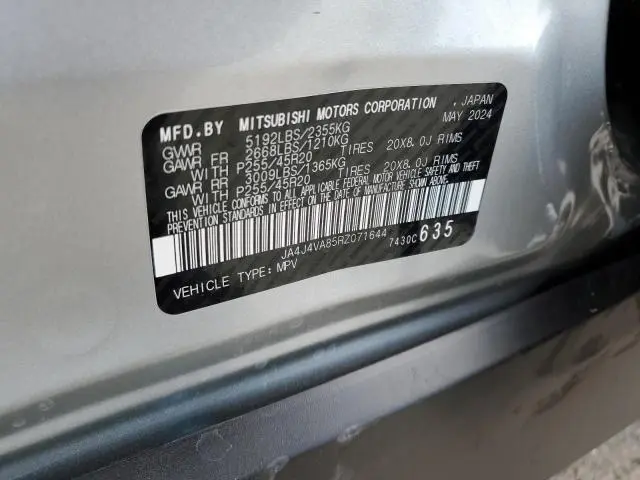 MFD.BY MITSUBISHI MOTORS CORPORATION , JAPAN
GVWR 5192LBS/2355KG MAY 2024
GAWR FR 2668LBS/1210KG
WITH P255/45R20 TIRES 20X8.0J RIMS
GAWR RR 3009LBS/1365KG
WITH P255/45R20 TIRES 20X8.0J RIMS
THIS VEHICLE CONFORMS TO ALL APPLICABLE FEDERAL MOTOR VEHICLE SAFETY AND
THEFT PREVENTION STANDARDS IN EFFECT ON THE DATE OF MANUFACTURE SHOWN ABOVE.
JA4J4VA85RZ071644 7430C 635
VEHICLE TYPE: MPV